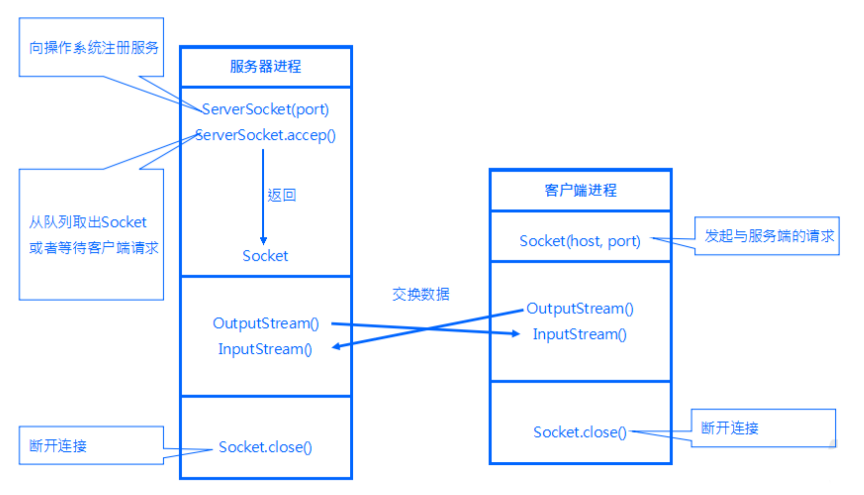 向操作系统注册服务
服务器进程
ServerSocket(port)
ServerSocket.accep()
返回
从队列取出Socket
或者等待客户端请求
Socket
客户端进程
Socket(host, port)
发起与服务端的请求
交换数据
OutputStream()
InputStream()
OutputStream()
InputStream()
断开连接
Socket.close()
Socket.close()
断开连接